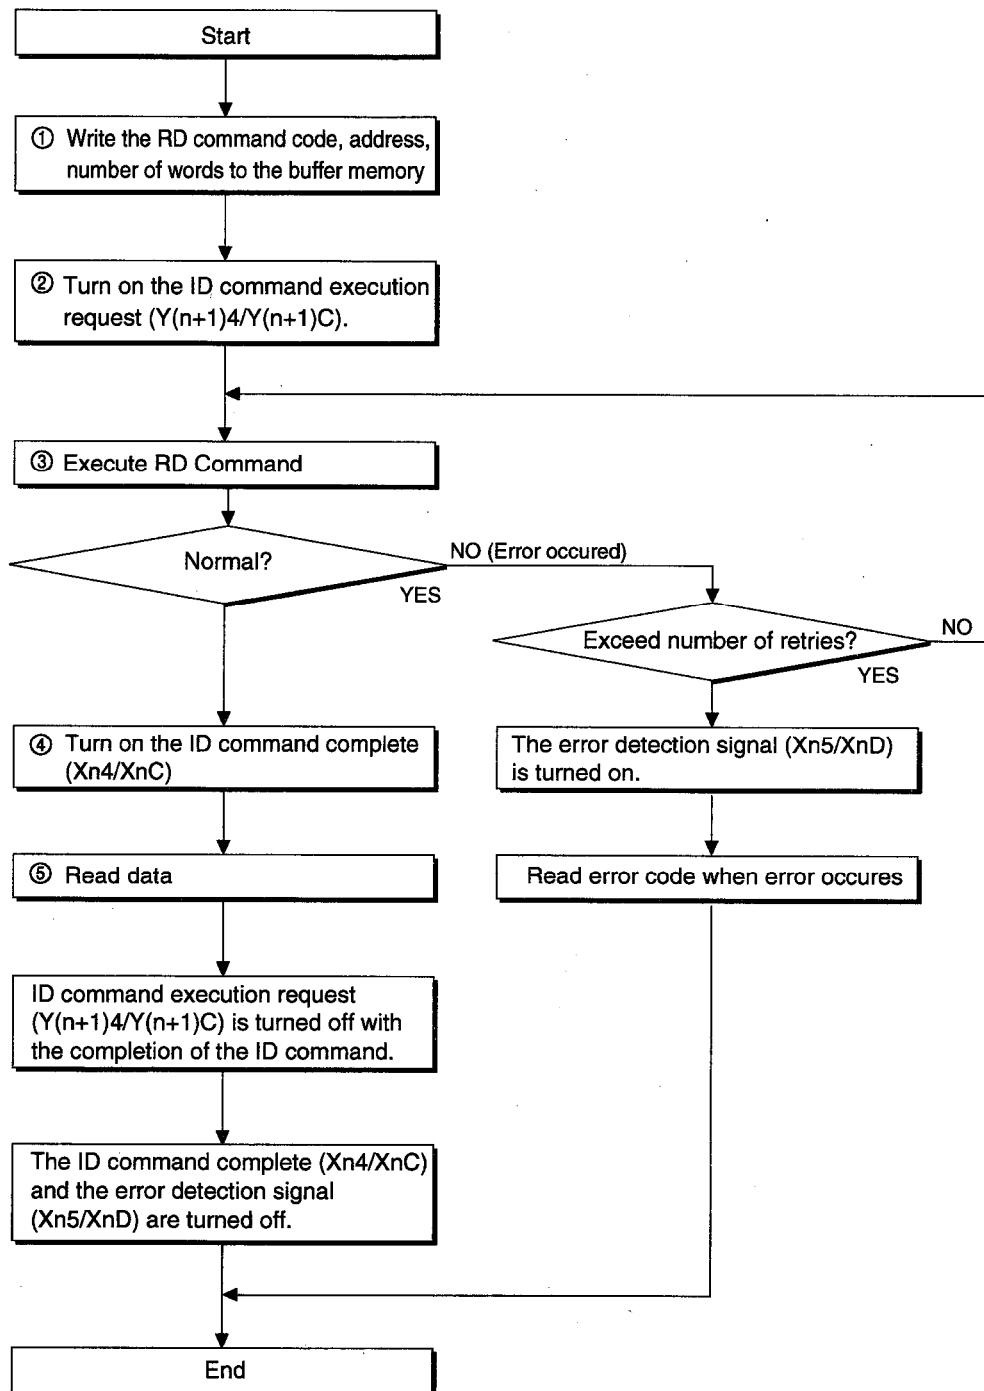 Start
① Write the RD command code, address,
number of words to the buffer memory
② Turn on the ID command execution
request (Y(n+1)4/Y(n+1)C).
③ Execute RD Command
Normal?
NO (Error occured)
YES
Exceed number of retries?
NO
YES
④ Turn on the ID command complete
(Xn4/XnC)
The error detection signal (Xn5/XnD)
is turned on.
⑤ Read data
Read error code when error occures
ID command execution request
(Y(n+1)4/Y(n+1)C) is turned off with
the completion of the ID command.
The ID command complete (Xn4/XnC)
and the error detection signal
(Xn5/XnD) are turned off.
End